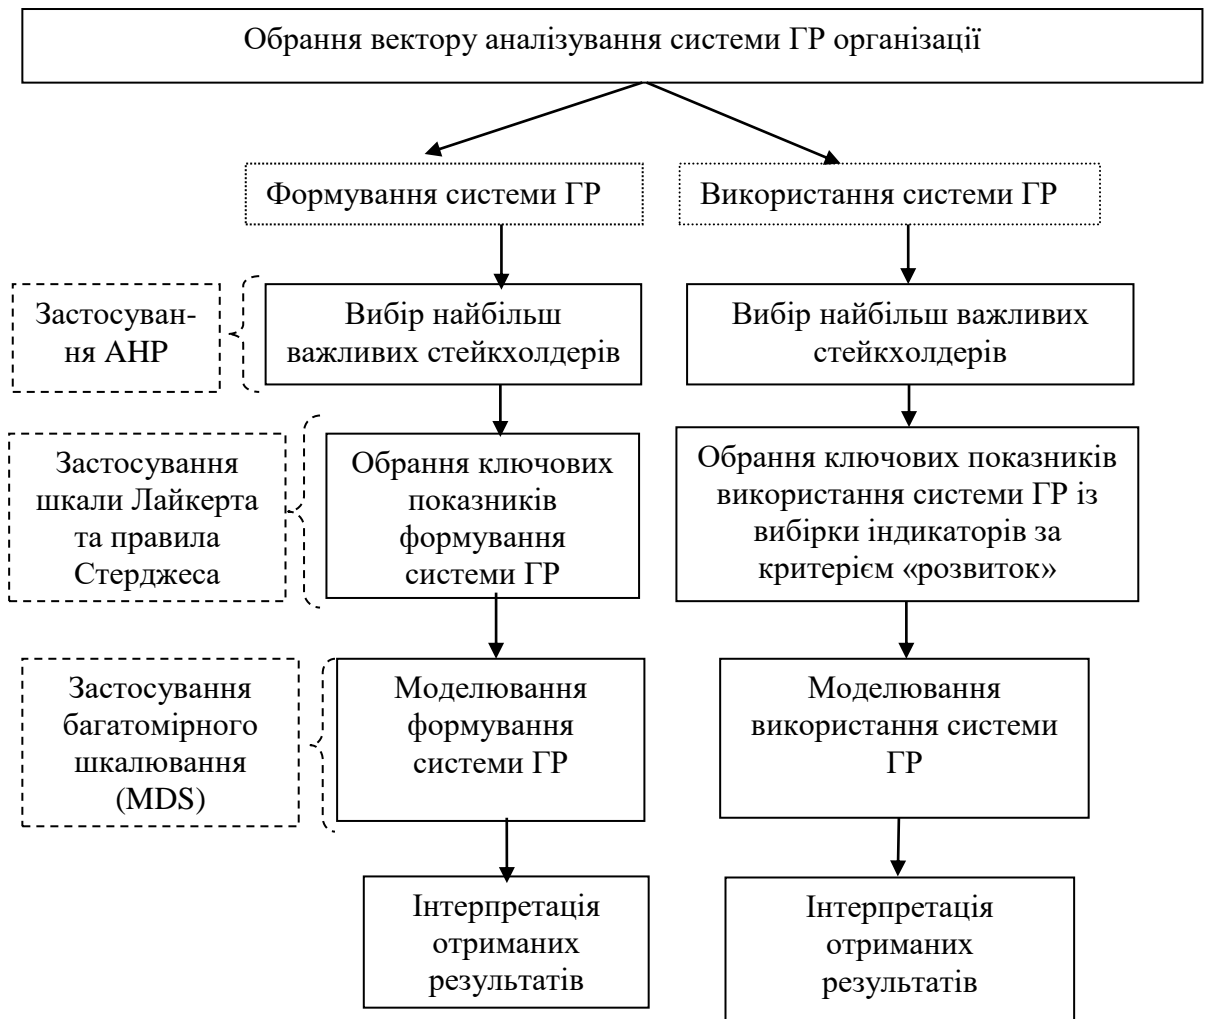 Обрання вектору аналізування системи ГР організації
Формування системи ГР
Використання системи ГР
Застосуван-
ня АНР
Вибір найбільш
важливих стейкхолдерів
Вибір найбільш важливих
стейкхолдерів
Застосування
шкали Лайкерта
та правила
Стерджеса
Обрання ключових
показників
формування
системи ГР
Обрання ключових показників
використання системи ГР із
вибірки індикаторів за
критерієм «розвиток»
Застосування
багатомірного
шкалювання
(MDS)
Моделювання
формування
системи ГР
Моделювання
використання системи
ГР
Інтерпретація
отриманих
результатів
Інтерпретація
отриманих
результатів